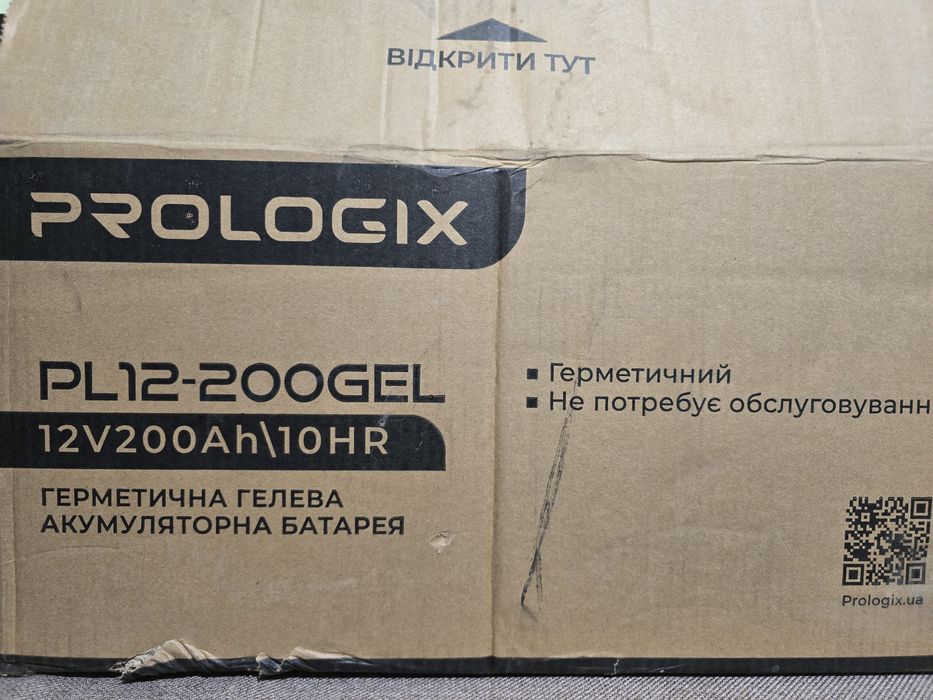 ВІДКРИТИ ТУТ
PROLOGIX
PL12-200GEL
12V200Ah\10HR
ГЕРМЕТИЧНА ГЕЛЕВА
АКУМУЛЯТОРНА БАТАРЕЯ
▪ Герметичний
▪ Не потребує обслуговуванн
Prologix.ua